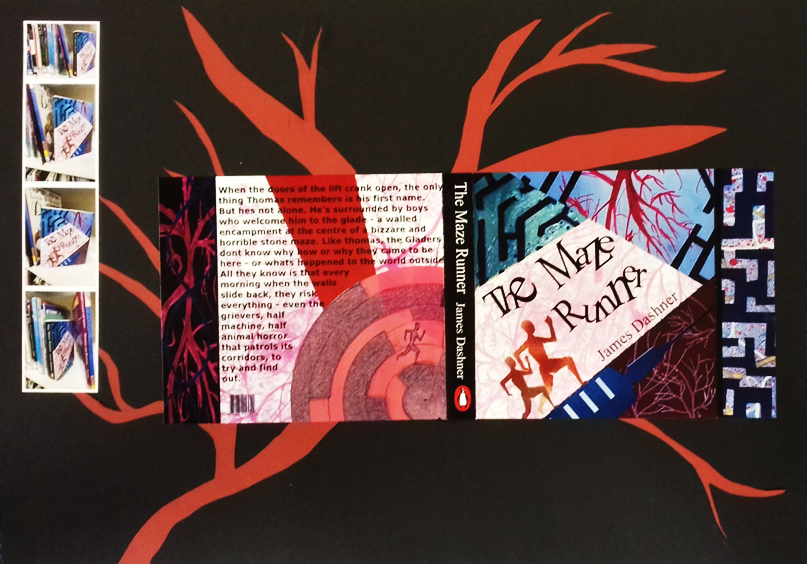 When the doors of the lift crank open, the only
thing Thomas remembers is his first name.
But hes not alone. He's surrounded by boys
who welcome him to the glade - a walled
encampment at the centre of a bizzare and
horrible stone maze. Like thomas, the Gladers
dont know why how or why they came to be
here - or whats happened to the world outside
All they know is that every
morning when the walls
slide back, they risk
everything - even the
grievers, half
machine, half
animal horror
that patrols its
corridors, to
try and find
out.
The Maze Runner James Dashner
The Maze
Runner
James Dashner
The Maze
Runner